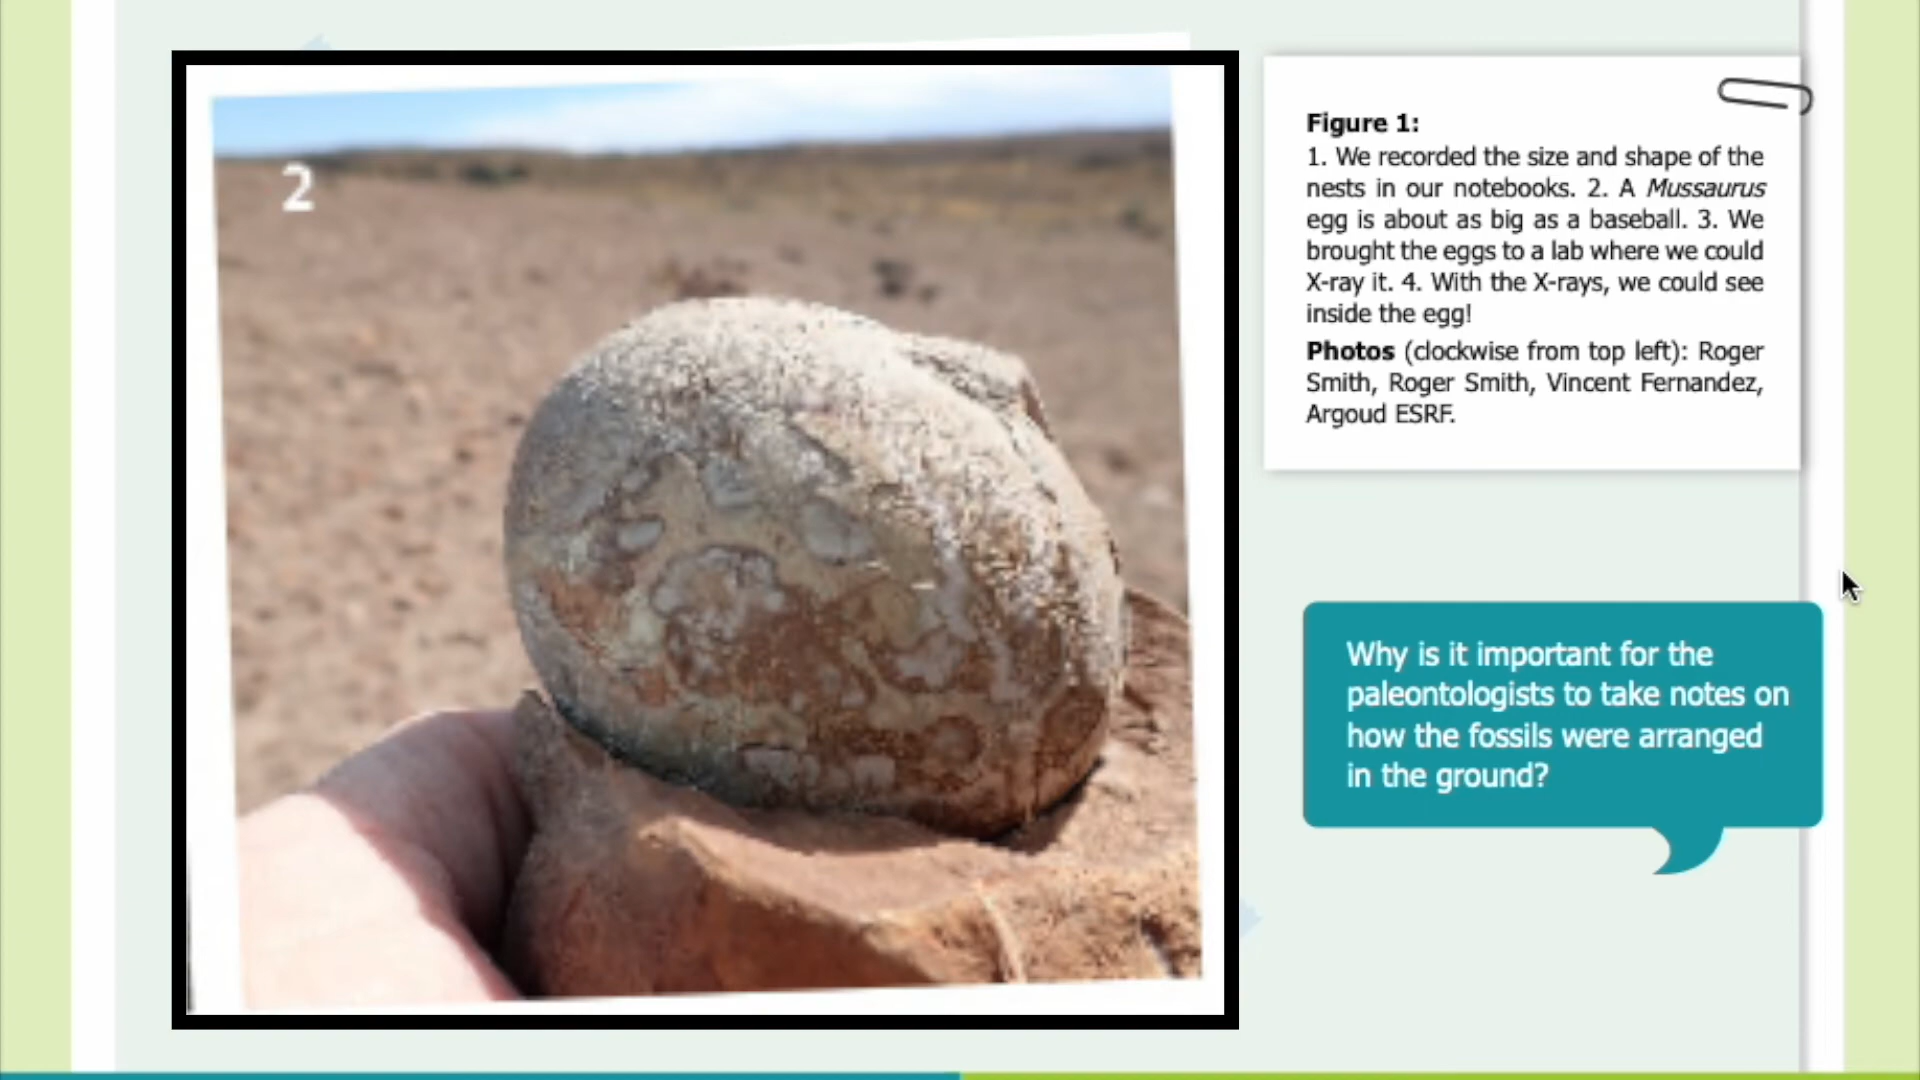 2
Figure 1:
1. We recorded the size and shape of the
nests in our notebooks. 2. A Mussaurus
egg is about as big as a baseball. 3. We
brought the eggs to a lab where we could
X-ray it. 4. With the X-rays, we could see
inside the egg!
Photos (clockwise from top left): Roger
Smith, Roger Smith, Vincent Fernandez,
Argoud ESRF.
Why is it important for the
paleontologists to take notes on
how the fossils were arranged
in the ground?